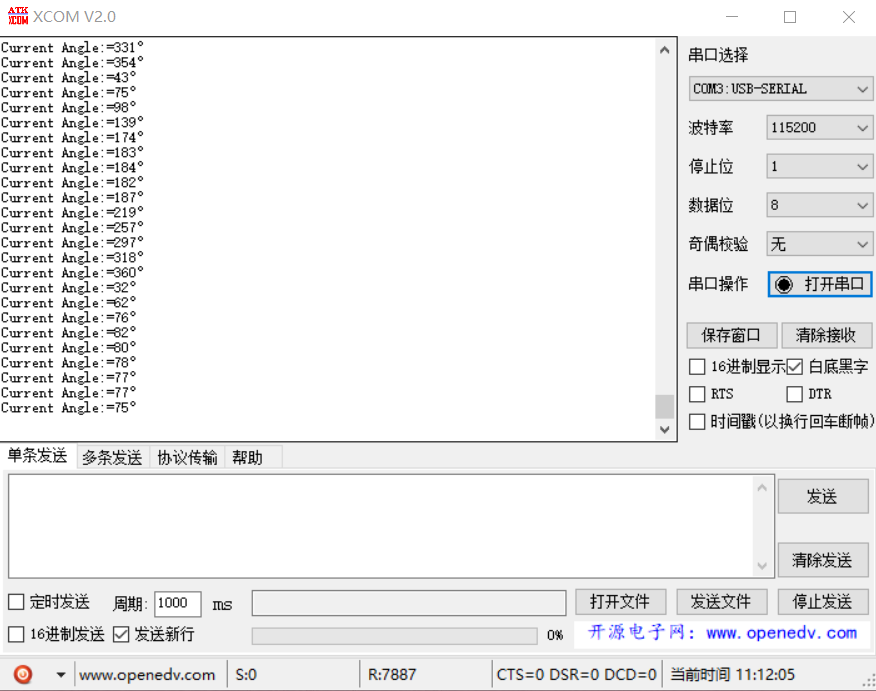 ATK
XCOM XCOM V2.0
Current Angle:=331°
Current Angle:=354°
Current Angle:=43°
Current Angle:=75°
Current Angle:=98°
Current Angle:=139°
Current Angle:=174°
Current Angle:=183°
Current Angle:=184°
Current Angle:=182°
Current Angle:=187°
Current Angle:=219°
Current Angle:=257°
Current Angle:=297°
Current Angle:=318°
Current Angle:=360°
Current Angle:=32°
Current Angle:=62°
Current Angle:=76°
Current Angle:=82°
Current Angle:=80°
Current Angle:=78°
Current Angle:=77°
Current Angle:=77°
Current Angle:=75°
串口选择
COM3:USB-SERIAL
波特率 115200
停止位 1
数据位 8
奇偶校验 无
串口操作 打开串口
保存窗口 清除接收
16进制显示 白底黑字
RTS DTR
时间戳(以换行回车断帧)
单条发送 多条发送 协议传输 帮助
发送
清除发送
定时发送 周期: 1000 ms 打开文件 发送文件 停止发送
16进制发送 发送新行 0% 开源电子网: www.openedv.com
www.openedv.com S:0 R:7887 CTS=0 DSR=0 DCD=0 当前时间 11:12:05